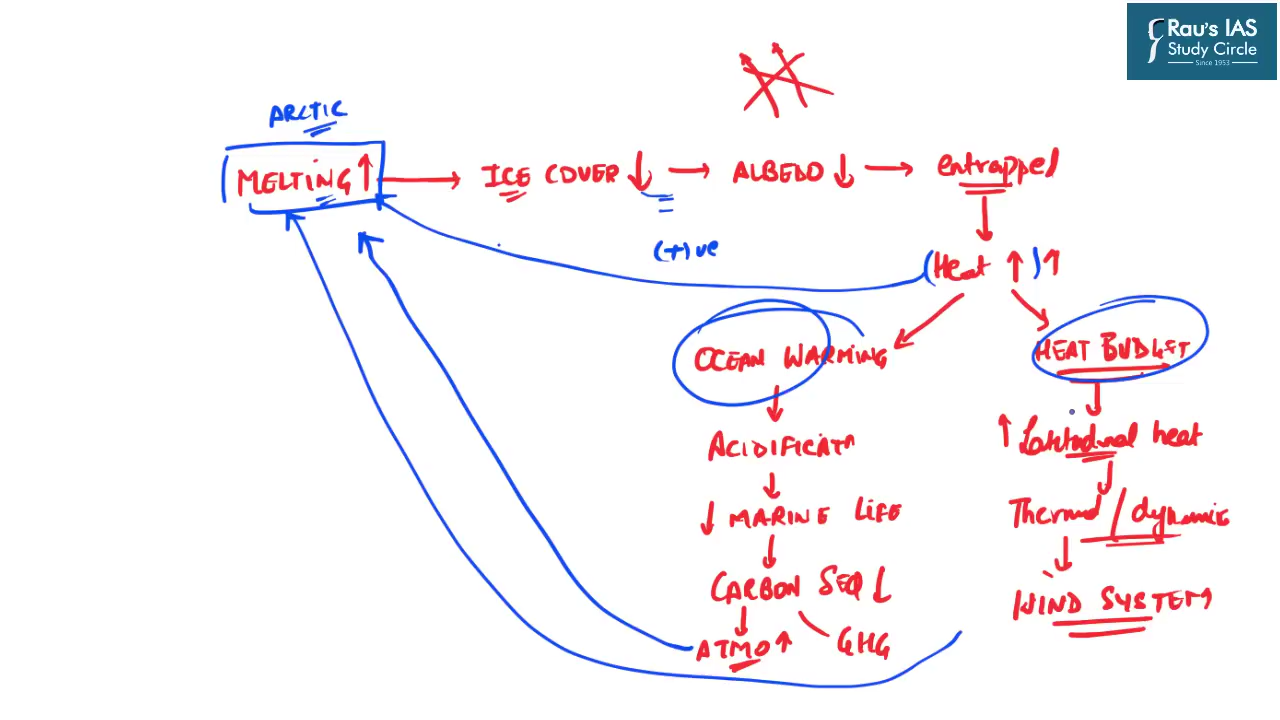 Rau's IAS
Study Circle
Since 1953
ARCTIC
MELTING ↑ → ICE COVER ↓ → ALBEDO ↓ → entrapped
(+)ve
(Heat ↑) ↑
OCEAN WARMING
HEAT BUDGET
ACIDIFICATn
↑ Latitudinal heat
↓ MARINE LIFE
Thermal / dynamic
CARBON SEQ ↓
WIND SYSTEM
ATMO ↑
GHG